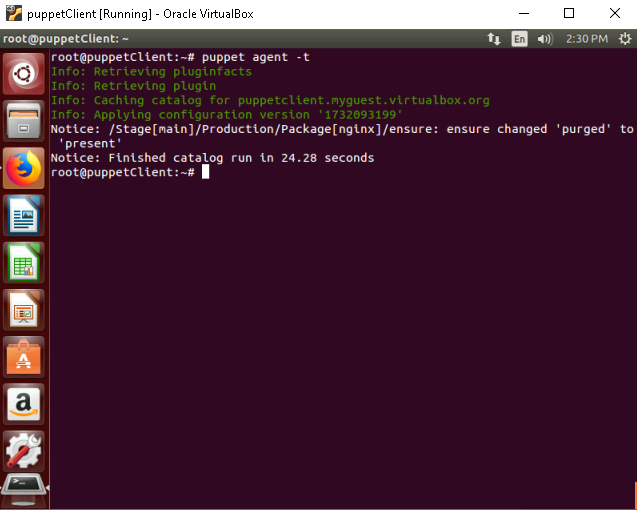 puppetClient [Running] - Oracle VirtualBox
root@puppetClient: ~
En
2:30 PM
root@puppetClient:~# puppet agent -t
Info: Retrieving pluginfacts
Info: Retrieving plugin
Info: Caching catalog for puppetclient.myguest.virtualbox.org
Info: Applying configuration version '1732093199'
Notice: /Stage[main]/Production/Package[nginx]/ensure: ensure changed 'purged' to
'present'
Notice: Finished catalog run in 24.28 seconds
root@puppetClient:~#